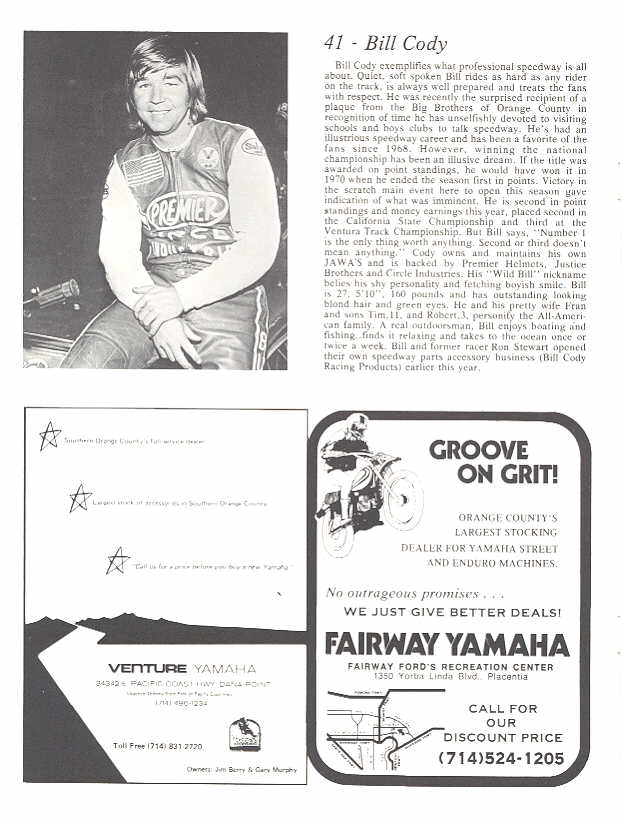 41 - Bill Cody
Bill Cody exemplifies what professional speedway is all
about. Quiet, soft spoken Bill rides as hard as any rider
on the track, is always well prepared and treats the fans
with respect. He was recently the surprised recipient of a
plaque from the Big Brothers of Orange County in
recognition of time he has unselfishly devoted to visiting
schools and boys clubs to talk speedway. He's had an
illustrious speedway career and has been a favorite of the
fans since 1968. However, winning the national
championship has been an illusive dream. If the title was
awarded on point standings, he would have won it in
1970 when he ended the season first in points. Victory in
the scratch main event here to open this season gave
indication of what was imminent. He is second in point
standings and money earnings this year, placed second in
the California State Championship and third at the
Ventura Track Championship. But Bill says, "Number 1
is the only thing worth anything. Second or third doesn't
mean anything." Cody owns and maintains his own
JAWA'S and is backed by Premier Helmets, Justice
Brothers and Circle Industries. His "Wild Bill" nickname
belies his shy personality and fetching boyish smile. Bill
is 27, 5'10", 160 pounds and has outstanding looking
blond hair and green eyes. He and his pretty wife Fran
and sons Tim,11, and Robert,3, personify the All-Ameri-
can family. A real outdoorsman, Bill enjoys boating and
fishing..finds it relaxing and takes to the ocean once or
twice a week. Bill and former racer Ron Stewart opened
their own speedway parts accessory business (Bill Cody
Racing Products) earlier this year.
PREMIER
Southern Orange County's full service dealer
Largest stock of accessories in Southern Orange County
"Call us for a price before you buy a new Yamaha"
VENTURE YAMAHA
34342 E. PACIFIC COAST HWY. DANA POINT
(714) 496-1234
Toll Free (714) 831-2720
Owners: Jim Berry & Gary Murphy
GROOVE
ON GRIT!
ORANGE COUNTY'S
LARGEST STOCKING
DEALER FOR YAMAHA STREET
AND ENDURO MACHINES.
No outrageous promises . . .
WE JUST GIVE BETTER DEALS!
FAIRWAY YAMAHA
FAIRWAY FORD'S RECREATION CENTER
1350 Yorba Linda Blvd., Placentia
CALL FOR
OUR
DISCOUNT PRICE
(714)524-1205